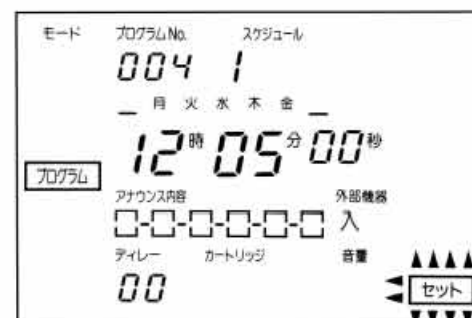 モード プログラムNo. スケジュール
004 1
_ 月 火 水 木 金 _
12時05分00秒
プログラム
アナウンス内容 外部機器
□-□-□-□-□-□ 入
ディレー カートリッジ 音量
00
セット